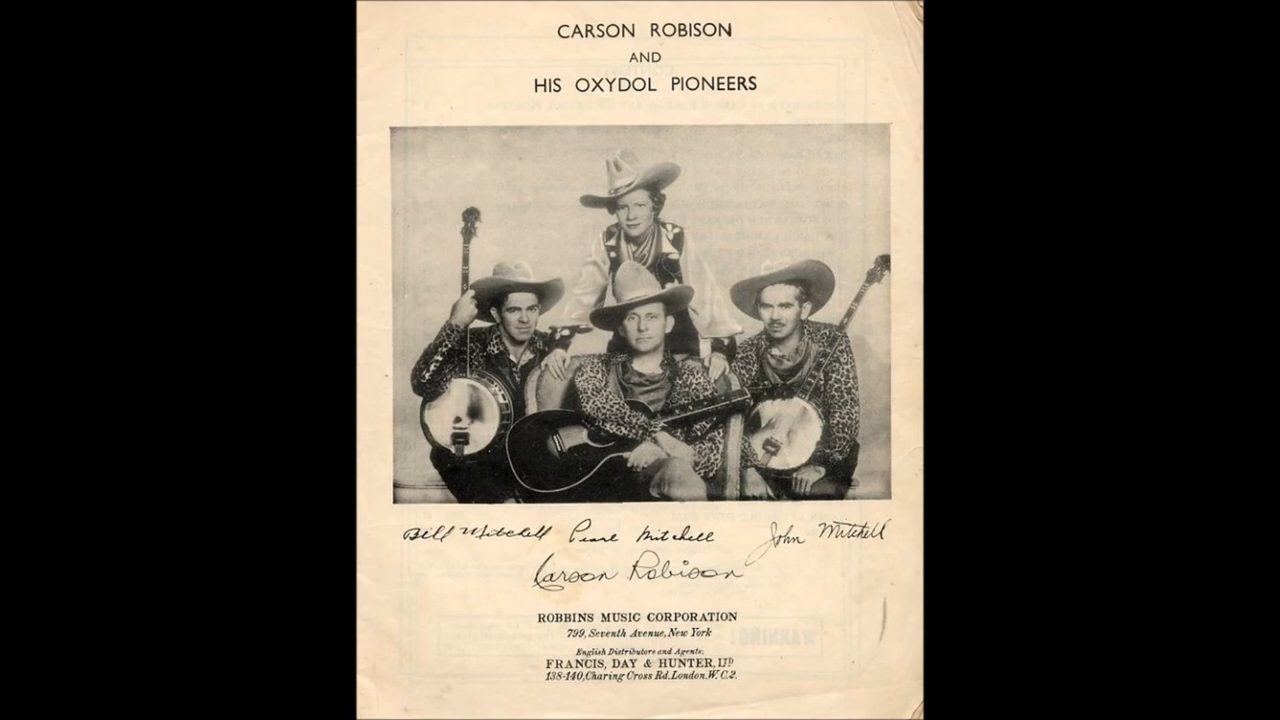 CARSON ROBISON
AND
HIS OXYDOL PIONEERS
Bill Mitchell Pearl Mitchell John Mitchell
Carson Robison
ROBBINS MUSIC CORPORATION
799, Seventh Avenue, New York
English Distributors and Agents:
FRANCIS, DAY & HUNTER, LTD
138-140, Charing Cross Rd. London. W.C.2.
WARNING!